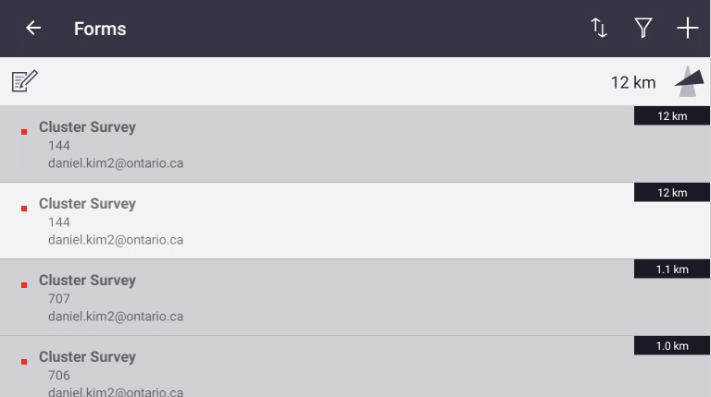 Forms
12 km
12 km
Cluster Survey
144
daniel.kim2@ontario.ca
12 km
Cluster Survey
144
daniel.kim2@ontario.ca
1.1 km
Cluster Survey
707
daniel.kim2@ontario.ca
1.0 km
Cluster Survey
706
daniel.kim2@ontario.ca